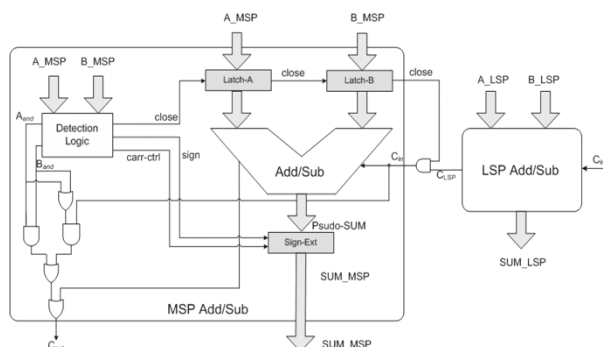 A_MSP
B_MSP
A_MSP
B_MSP
Latch-A
close
Latch-B
close
A_LSP
B_LSP
Aand
close
Detection
Logic
sign
Band
carr-ctrl
Add/Sub
Cin
CLSP
LSP Add/Sub
Psudo-SUM
Sign-Ext
SUM_LSP
SUM_MSP
MSP Add/Sub
SUM_MSP